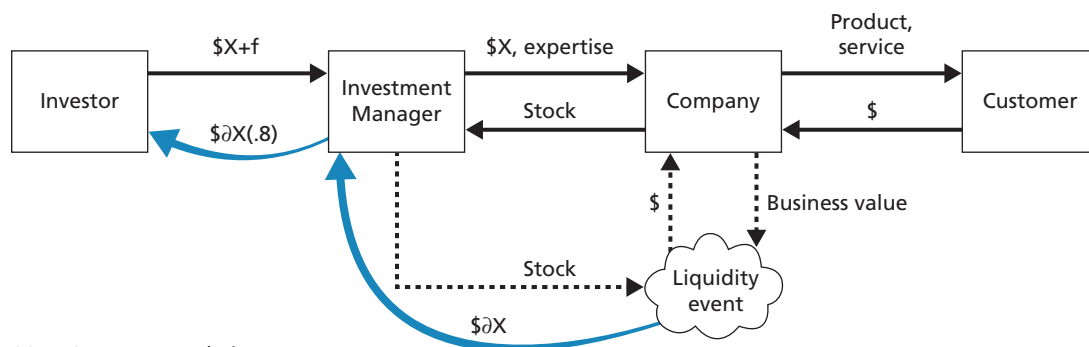 $X+f
$X, expertise
Product,
service
Investor
Investment
Manager
Company
Customer
$∂X(.8)
Stock
$
$
Business value
Stock
Liquidity
event
$∂X